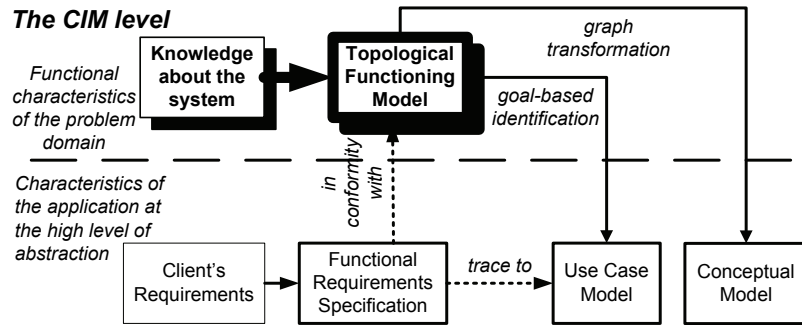 The CIM level
Functional
characteristics
of the problem
domain
Knowledge
about the
system
Topological
Functioning
Model
graph
transformation
goal-based
identification
in
conformity
with
Characteristics of
the application at
the high level of
abstraction
Client's
Requirements
Functional
Requirements
Specification
trace to
Use Case
Model
Conceptual
Model